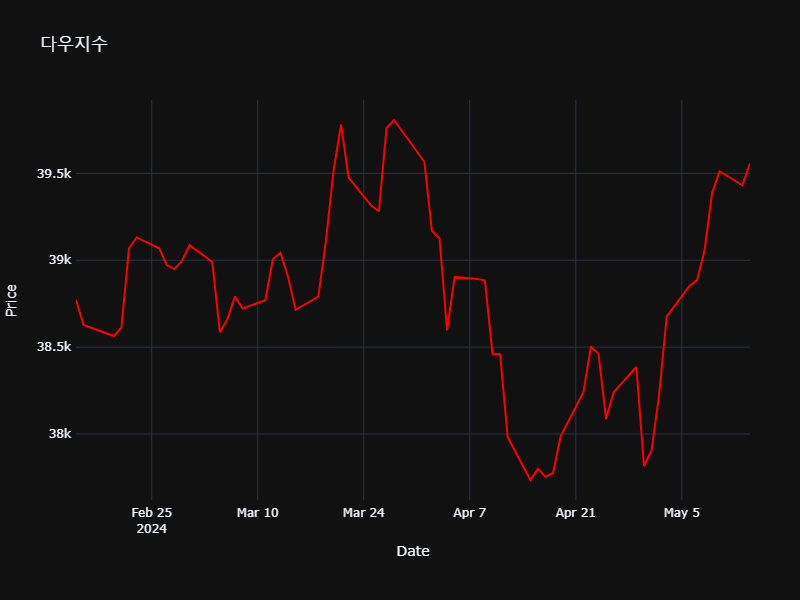 다우지수
Price
39.5k
39k
38.5k
38k
Feb 25
2024
Mar 10
Mar 24
Apr 7
Apr 21
May 5
Date